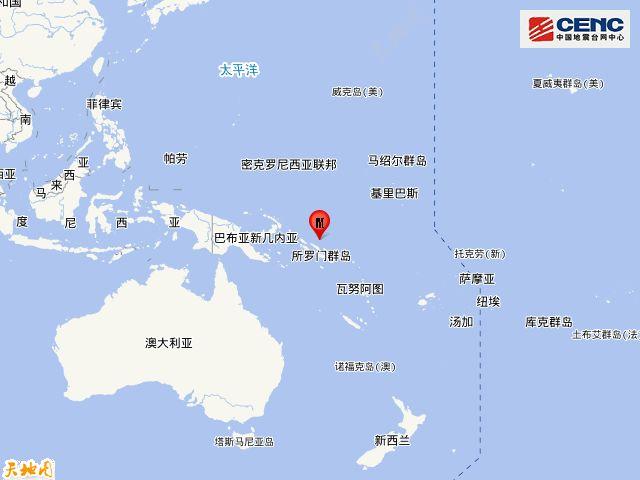 和国
CENC
中国地震台网中心
太平洋
夏威夷群岛(美)
威克岛(美)
越
菲律宾
南
帕劳
密克罗尼西亚联邦
马绍尔群岛
亚
西
来
马
基里巴斯
M
度
尼
西
亚
巴布亚新几内亚
所罗门群岛
托克劳(新)
萨摩亚
瓦努阿图
纽埃
汤加
库克群岛
土布艾群岛(法
澳大利亚
诺福克岛(澳)
塔斯马尼亚岛
新西兰
天地图